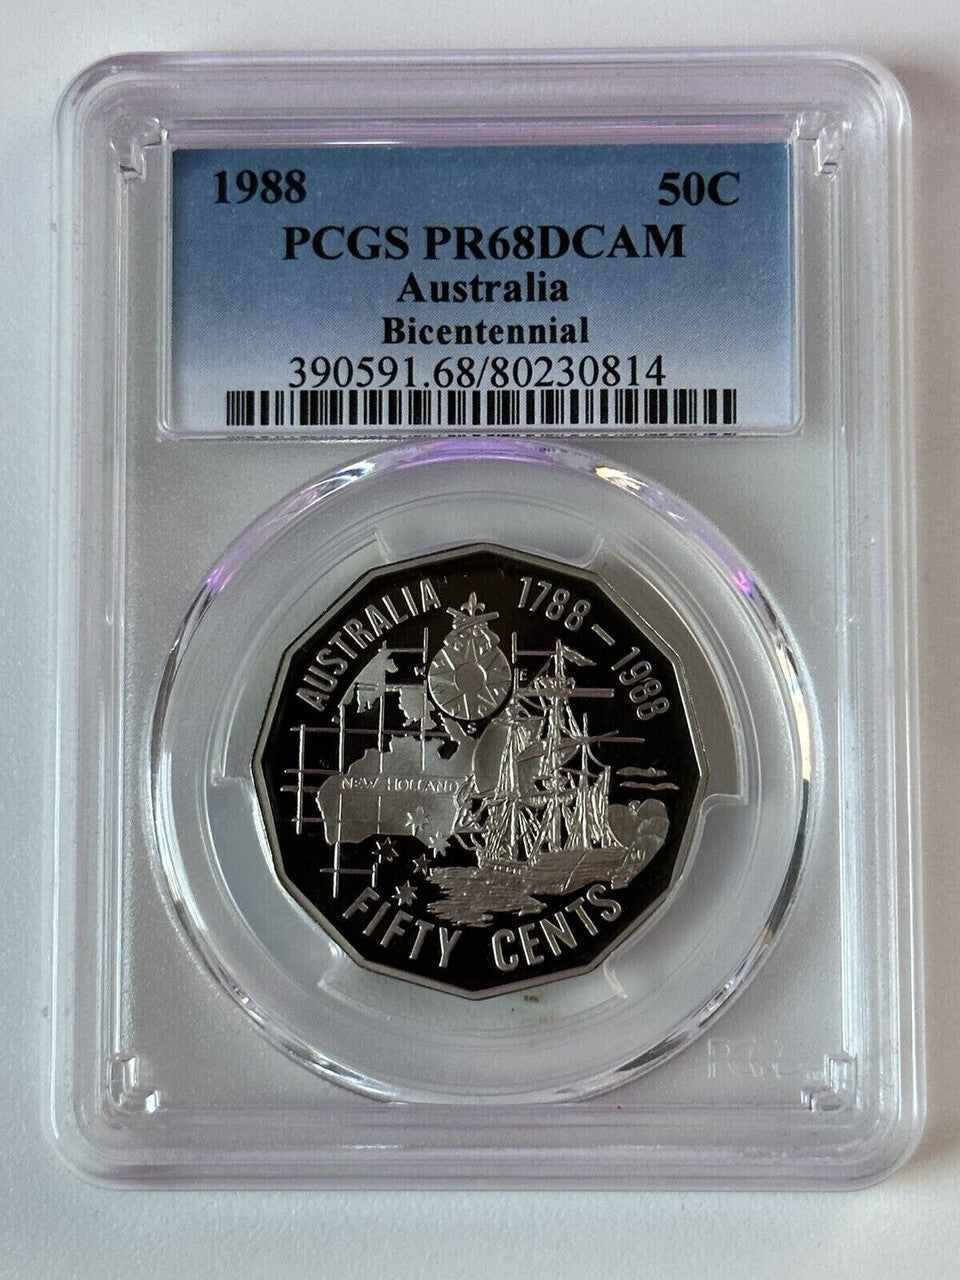 1988 50C
PCGS PR68DCAM
Australia
Bicentennial
390591.68/80230814
AUSTRALIA 1788-1988
E
S
NEW HOLLAND
FIFTY CENTS